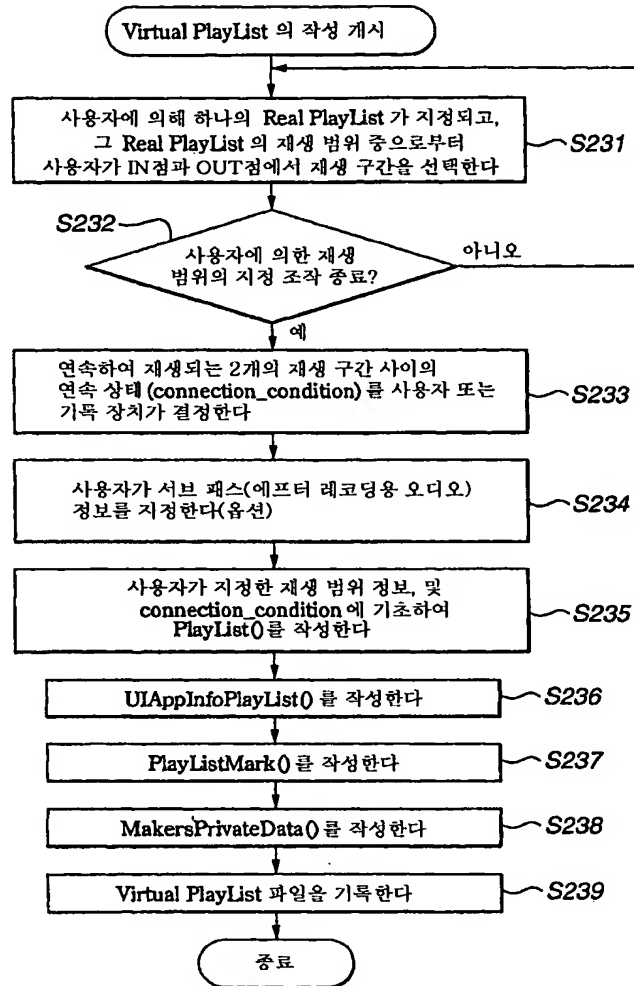 Virtual PlayList 의 작성 개시
사용자에 의해 하나의 Real PlayList 가 지정되고,
그 Real PlayList 의 재생 범위 중으로부터
사용자가 IN점과 OUT점에서 재생 구간을 선택한다
S231
S232
사용자에 의한 재생
범위의 지정 조작 종료?
아니오
예
연속하여 재생되는 2개의 재생 구간 사이의
연속 상태 (connection_condition) 를 사용자 또는
기독 장치가 결정한다
S233
사용자가 서브 패스(에프터 레코딩용 오디오)
정보를 지정한다(옵션)
S234
사용자가 지정한 재생 범위 정보, 및
connection_condition 에 기초하여
PlayList() 를 작성한다
S235
UIAppInfoPlayList() 를 작성한다
S236
PlayListMark() 를 작성한다
S237
MakersPrivateData() 를 작성한다
S238
Virtual PlayList 파일을 기록한다
S239
종료